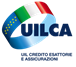 UILCA
UIL CREDITO ESATTORIE
E ASSICURAZIONI